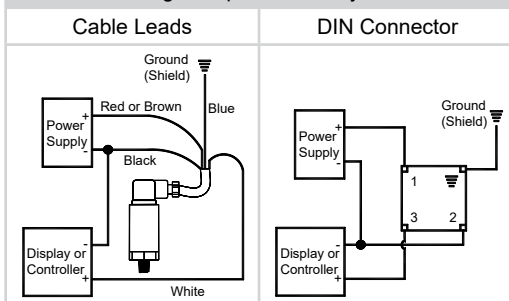 Cable Leads
DIN Connector
Ground
(Shield)
Red or Brown
Blue
+
Power
Supply
-
Black
-
Display or
Controller
+
White
Ground
(Shield)
+
Power
Supply
-
1
3 2
-
Display or
Controller
+